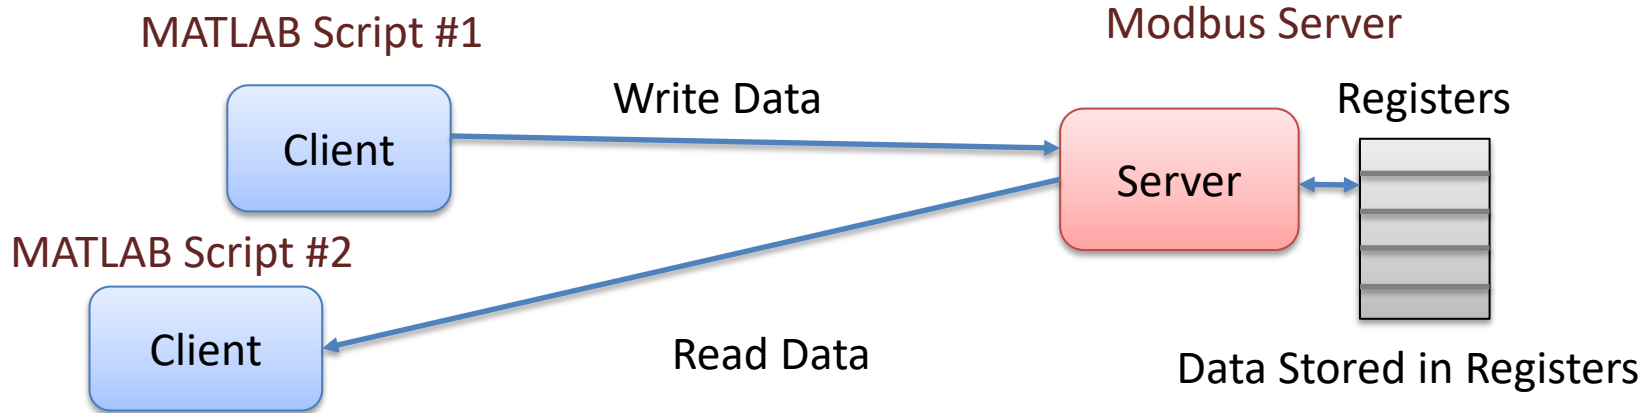 MATLAB Script #1
Modbus Server
Write Data
Registers
Client
Server
MATLAB Script #2
Client
Read Data
Data Stored in Registers